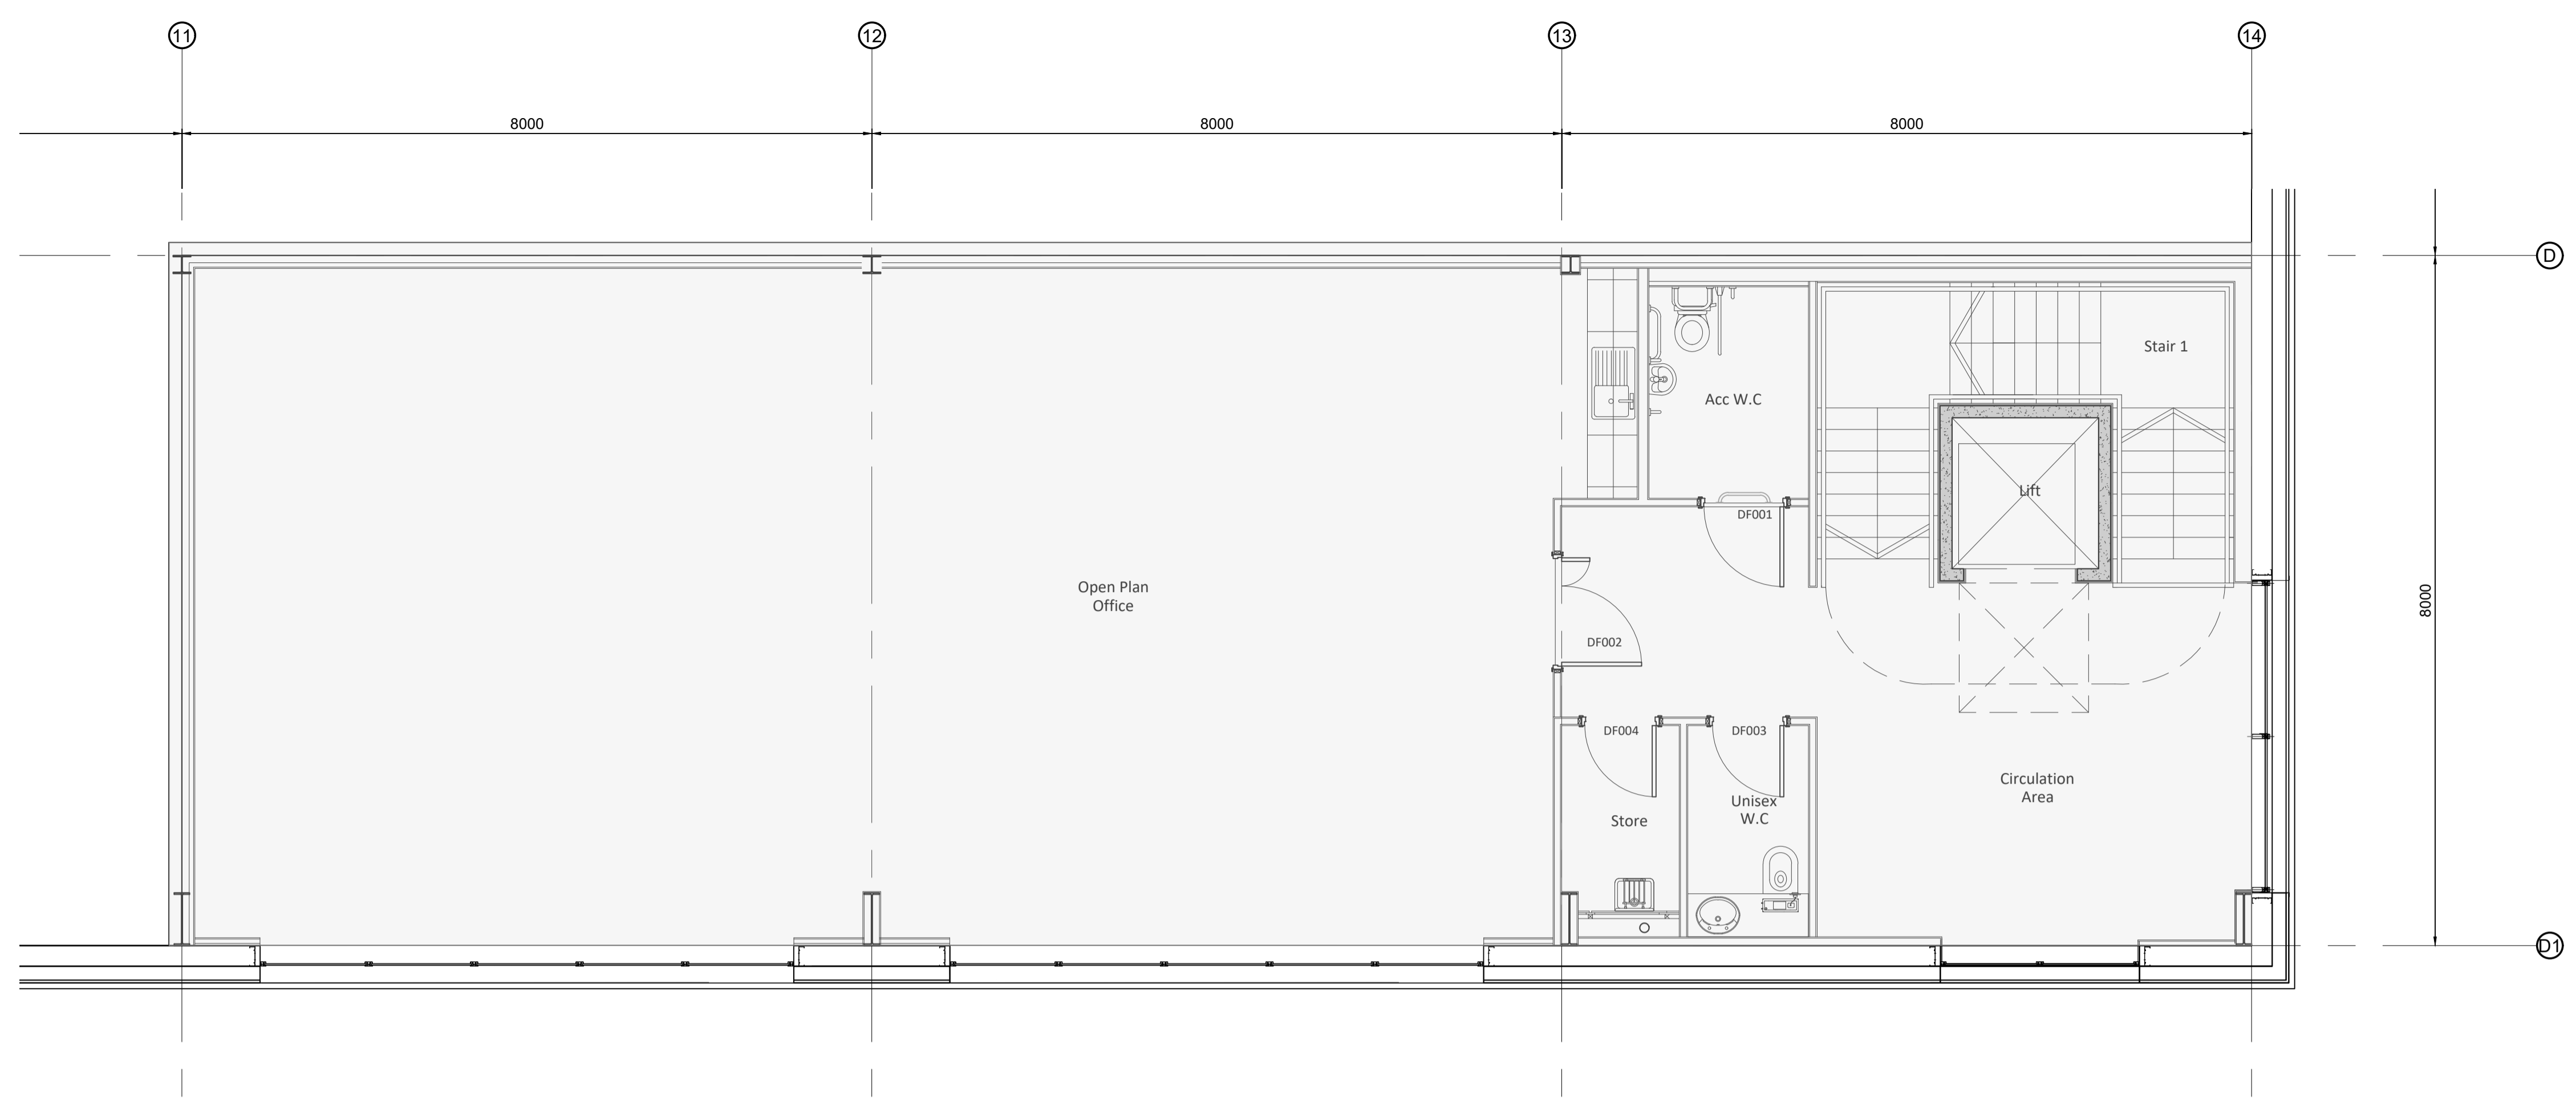 11
12
13
14
8000
8000
8000
D
Stair 1
Acc W.C
Lift
DF001
Open Plan
Office
8000
DF002
DF004
DF003
Circulation
Area
Unisex
W.C
Store
D1